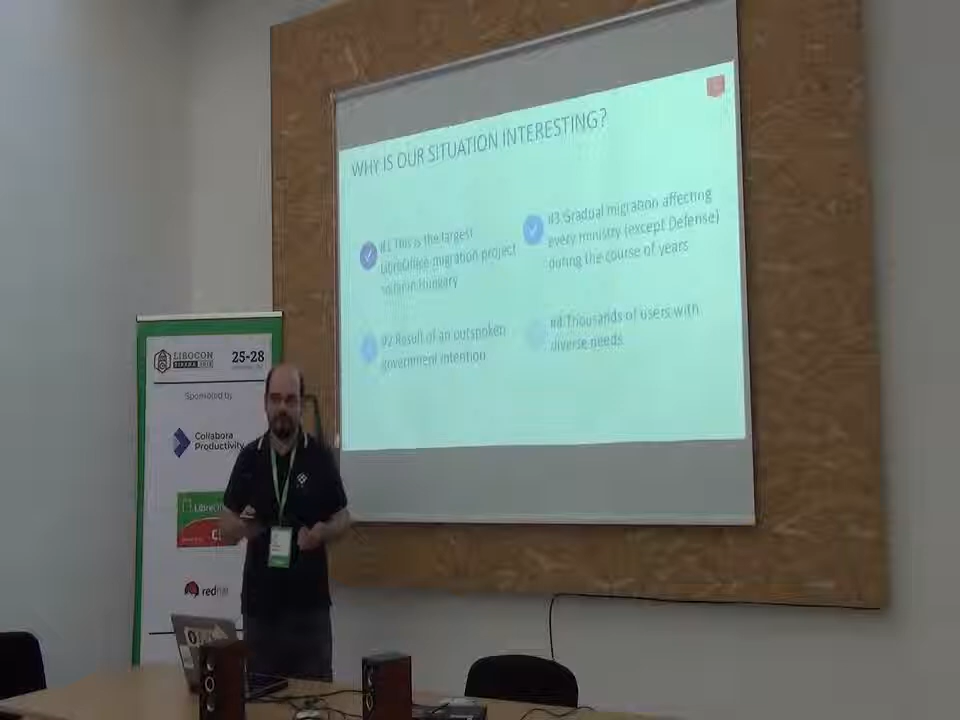 WHY IS OUR SITUATION INTERESTING?
#1 This is the largest
LibreOffice migration project
so far in Hungary
#2 Result of an outspoken
government intention
#3 Gradual migration affecting
every ministry (except Defense)
during the course of years
#4 Thousands of users with
diverse needs
LIBOCON
TIRANA 2018
25-28
Sponsored by
Collabora
Productivity